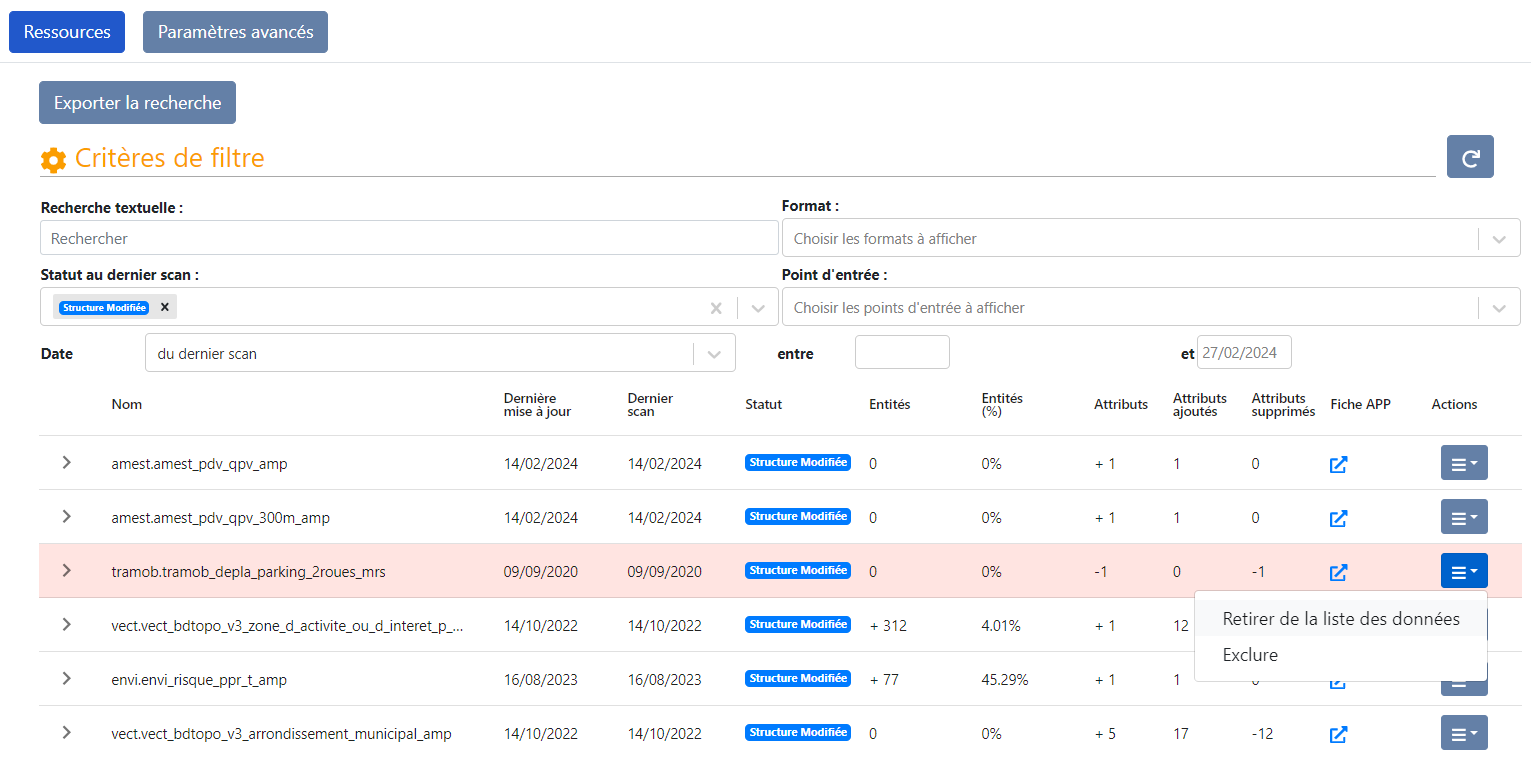 Ressources Paramètres avancés
Exporter la recherche
Critères de filtre
Recherche textuelle : Format :
Rechercher Choisir les formats à afficher
Statut au dernier scan : Point d'entrée :
Structure Modifiée Choisir les points d'entrée à afficher
Date du dernier scan entre et 27/02/2024
Nom Dernière mise à jour Dernier scan Statut Entités Entités (%) Attributs Attributs ajoutés Attributs supprimés Fiche APP Actions
amest.amest_pdv_qpv_amp 14/02/2024 14/02/2024 Structure Modifiée 0 0% + 1 1 0
amest.amest_pdv_qpv_300m_amp 14/02/2024 14/02/2024 Structure Modifiée 0 0% + 1 1 0
tramob.tramob_depla_parking_2roues_mrs 09/09/2020 09/09/2020 Structure Modifiée 0 0% -1 0 -1
Retirer de la liste des données
Exclure
vect.vect_bdtopo_v3_zone_d_activite_ou_d_interet_p_... 14/10/2022 14/10/2022 Structure Modifiée + 312 4.01% + 1 12
envi.envi_risque_ppr_t_amp 16/08/2023 16/08/2023 Structure Modifiée + 77 45.29% + 1 1
vect.vect_bdtopo_v3_arrondissement_municipal_amp 14/10/2022 14/10/2022 Structure Modifiée 0 0% + 5 17 -12